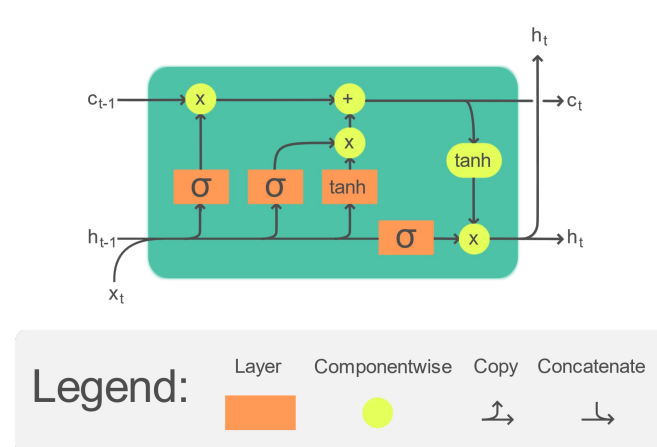 h_t
c_{t-1} x + c_t
x
tanh
σ σ tanh
h_{t-1} σ x h_t
x_t
Layer Componentwise Copy Concatenate
Legend: